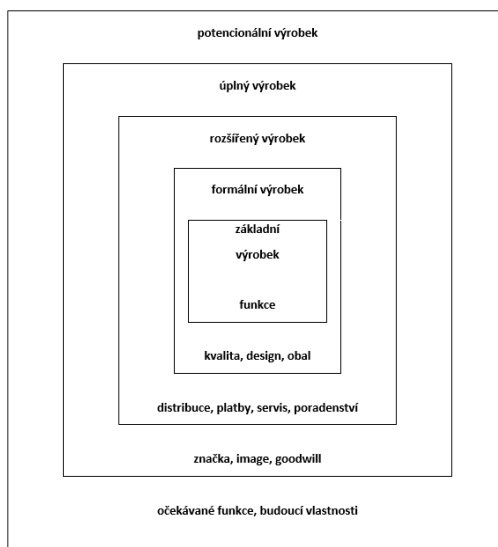 potencionální výrobek
úplný výrobek
rozšířený výrobek
formální výrobek
základní
výrobek
funkce
kvalita, design, obal
distribuce, platby, servis, poradenství
značka, image, goodwill
očekávané funkce, budoucí vlastnosti